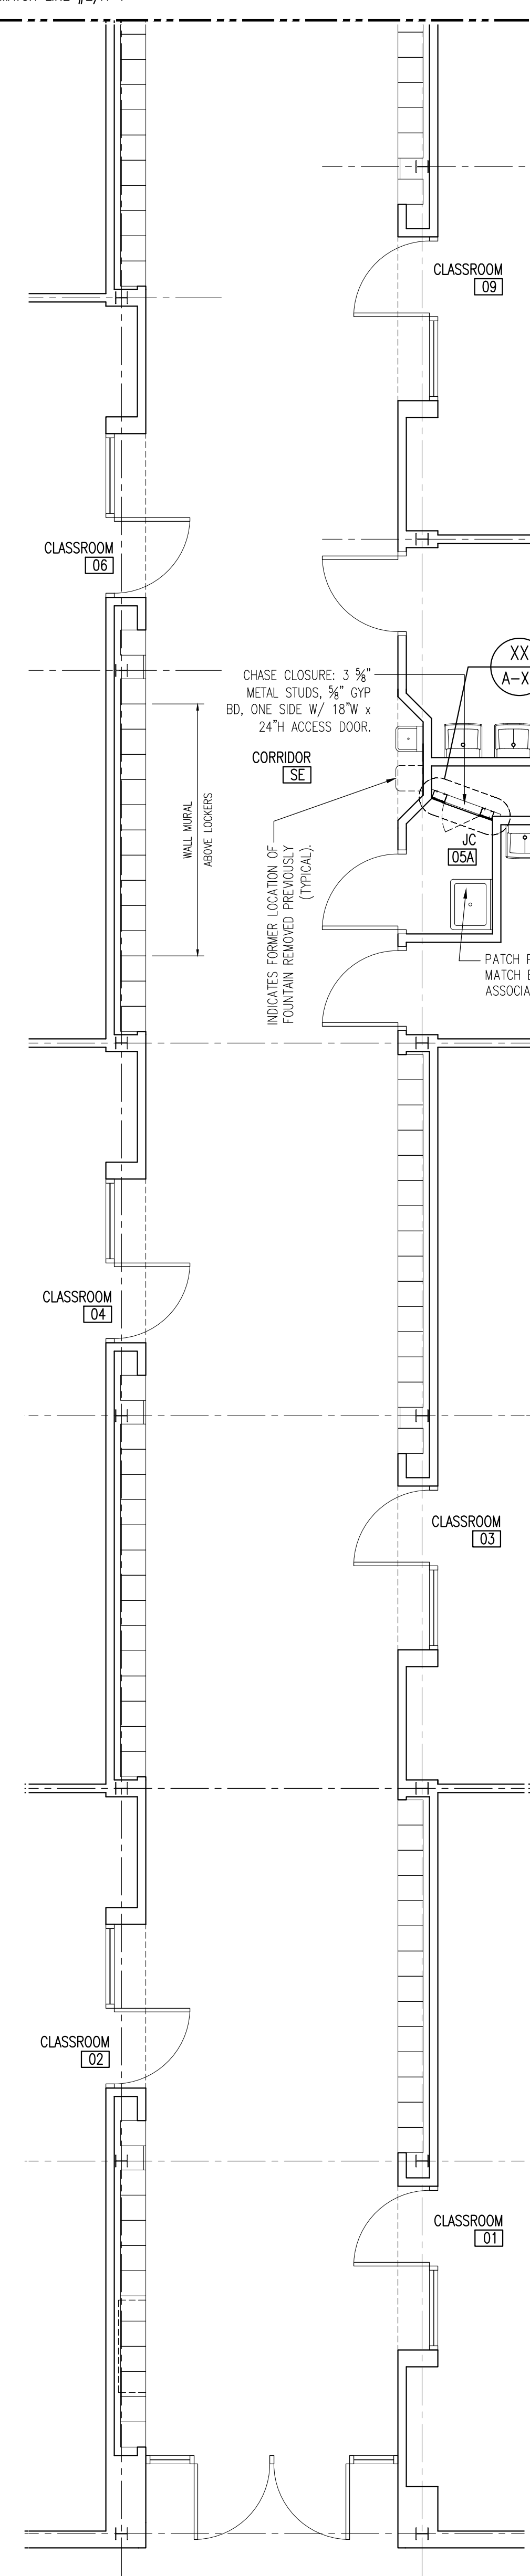 CLASSROOM
09
CLASSROOM
06
XX
A-X
CHASE CLOSURE: 3 ⅝"
METAL STUDS, ⅝" GYP
BD, ONE SIDE W/ 18"W x
24"H ACCESS DOOR.
CORRIDOR
SE
WALL MURAL
ABOVE LOCKERS
INDICATES FORMER LOCATION OF
FOUNTAIN REMOVED PREVIOUSLY
(TYPICAL).
JC
05A
PATCH
MATCH
CLASSROOM
04
CLASSROOM
03
CLASSROOM
02
CLASSROOM
01